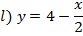 l) y = 4 − x/2